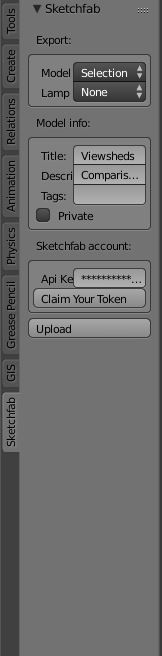 Tools
Create
Relations
Animation
Physics
Grease Pencil
GIS
Sketchfab
Sketchfab
Export:
Model Selection
Lamp None
Model info:
Title: Viewsheds
Descri Comparis...
Tags:
Private
Sketchfab account:
Api Ke **********...
Claim Your Token
Upload